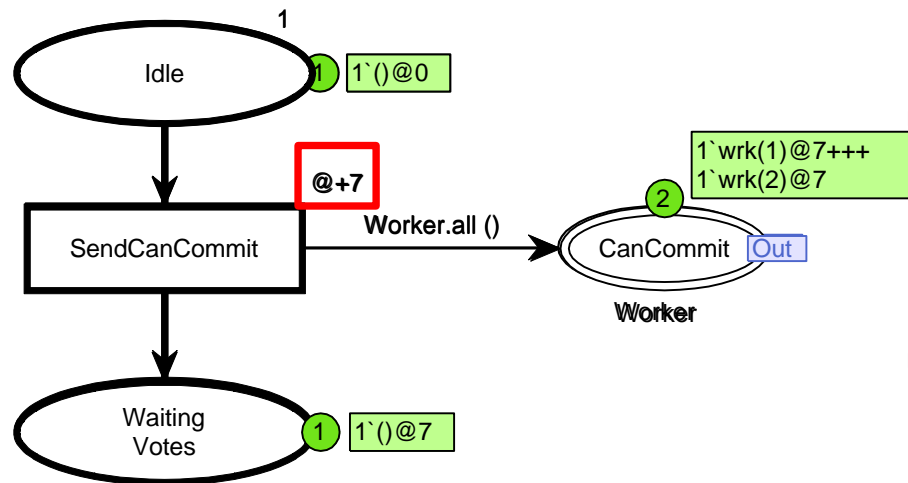 1
Idle
1
1`()@0
@+7
1`wrk(1)@7+++
1`wrk(2)@7
2
SendCanCommit
Worker.all ()
CanCommit
Out
Worker
Waiting
Votes
1
1`()@7